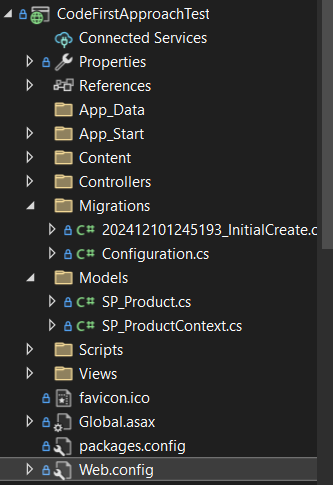 CodeFirstApproachTest
Connected Services
Properties
References
App_Data
App_Start
Content
Controllers
Migrations
C# 202412101245193_InitialCreate.c
C# Configuration.cs
Models
C# SP_Product.cs
C# SP_ProductContext.cs
Scripts
Views
favicon.ico
Global.asax
packages.config
Web.config